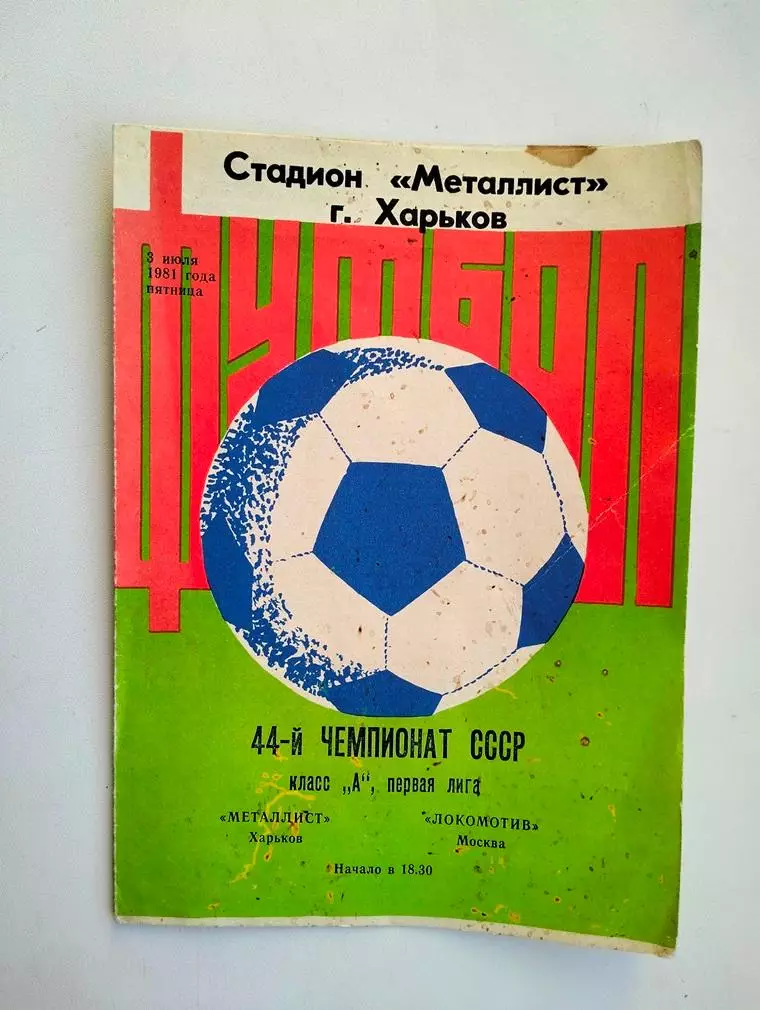 Стадион «Металлист»
г. Харьков
ФУТБОЛ
3 июля
1981 года
пятница
44-й ЧЕМПИОНАТ СССР
класс „А“, первая лига
«МЕТАЛЛИСТ»
Харьков
«ЛОКОМОТИВ»
Москва
Начало в 18.30